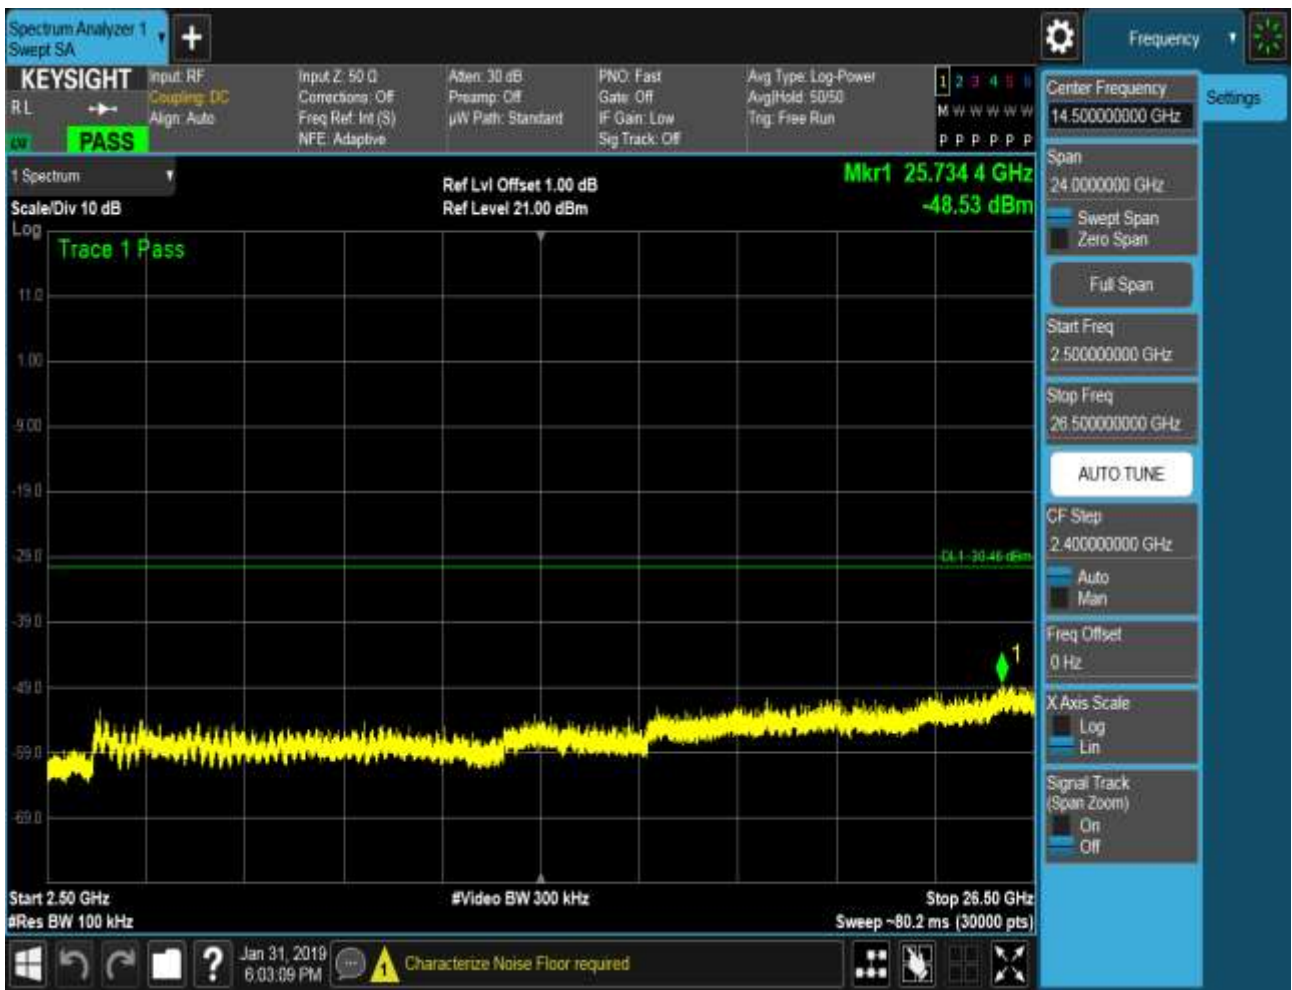 Spectrum Analyzer 1
Swept SA
Frequency
KEYSIGHT
R L
PASS
Input: RF
Coupling: DC
Align: Auto
Input Z: 50 Ω
Corrections: Off
Freq Ref: Int (S)
NFE: Adaptive
Atten: 30 dB
Preamp: Off
µW Path: Standard
PNO: Fast
Gate: Off
IF Gain: Low
Sig Track: Off
Avg Type: Log-Power
Avg|Hold: 50/50
Trig: Free Run
1 2 3 4 5 6
M W W W W W
P P P P P P
1 Spectrum
Scale/Div 10 dB
Log
Ref Lvl Offset 1.00 dB
Ref Level 21.00 dBm
Mkr1 25.734 4 GHz
-48.53 dBm
Trace 1 Pass
11.0
1.00
-9.00
-19.0
-29.0
DL1 -30.46 dBm
-39.0
1
-49.0
-59.0
-69.0
Start 2.50 GHz
#Video BW 300 kHz
Stop 26.50 GHz
#Res BW 100 kHz
Sweep ~80.2 ms (30000 pts)
?
Jan 31, 2019
6:03:09 PM
1
Characterize Noise Floor required
Center Frequency
14.500000000 GHz
Settings
Span
24.0000000 GHz
Swept Span
Zero Span
Full Span
Start Freq
2.500000000 GHz
Stop Freq
26.500000000 GHz
AUTO TUNE
CF Step
2.400000000 GHz
Auto
Man
Freq Offset
0 Hz
X Axis Scale
Log
Lin
Signal Track
(Span Zoom)
On
Off